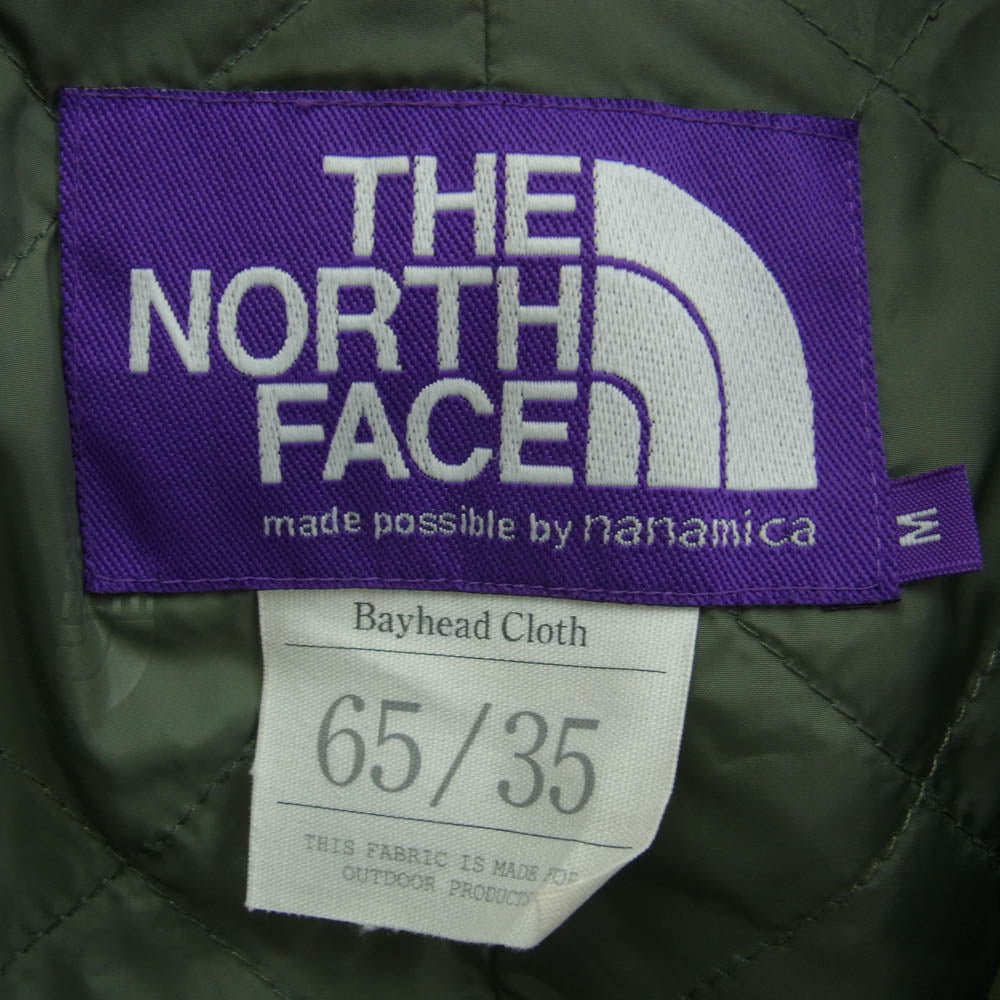 THE
NORTH
FACE
made possible by nanamica
M
Bayhead Cloth
65/35
THIS FABRIC IS MADE FOR
OUTDOOR PRODUCTS